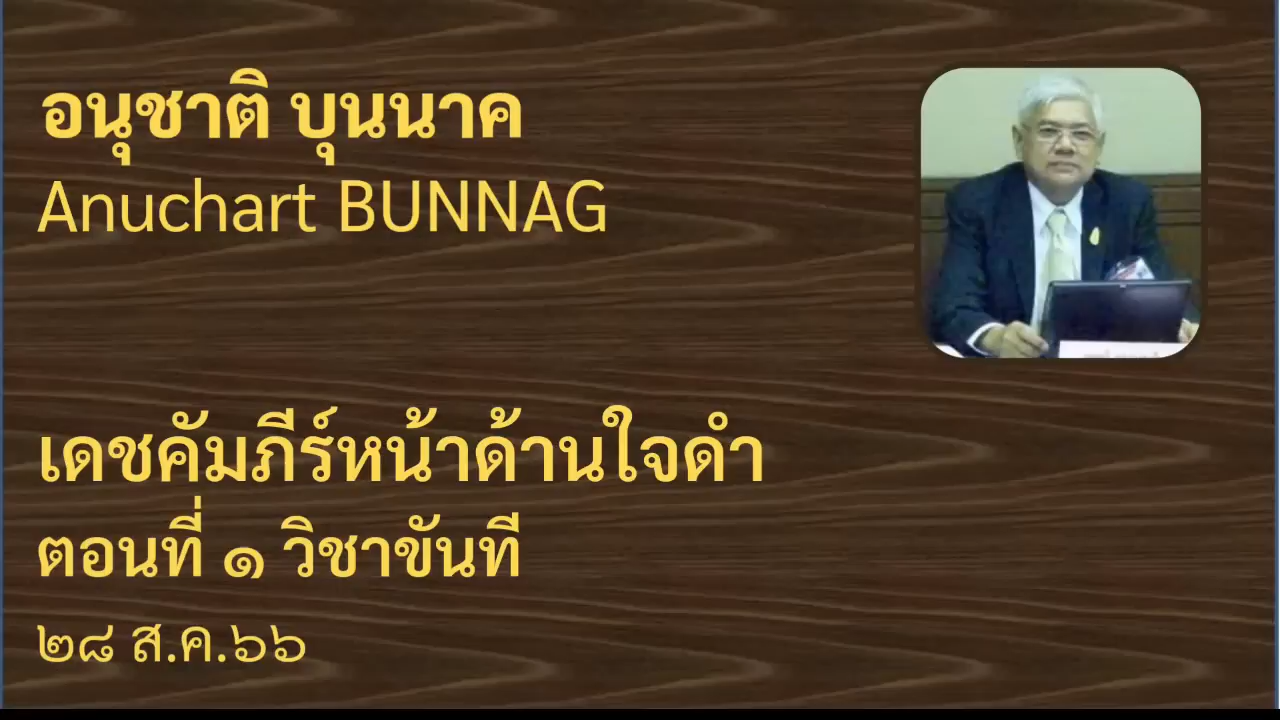 อนุชาติ บุนนาค
Anuchart BUNNAG
เดชคัมภีร์หน้าด้านใจดำ
ตอนที่ ๑ วิชาขันที
๒๘ ส.ค.๖๖